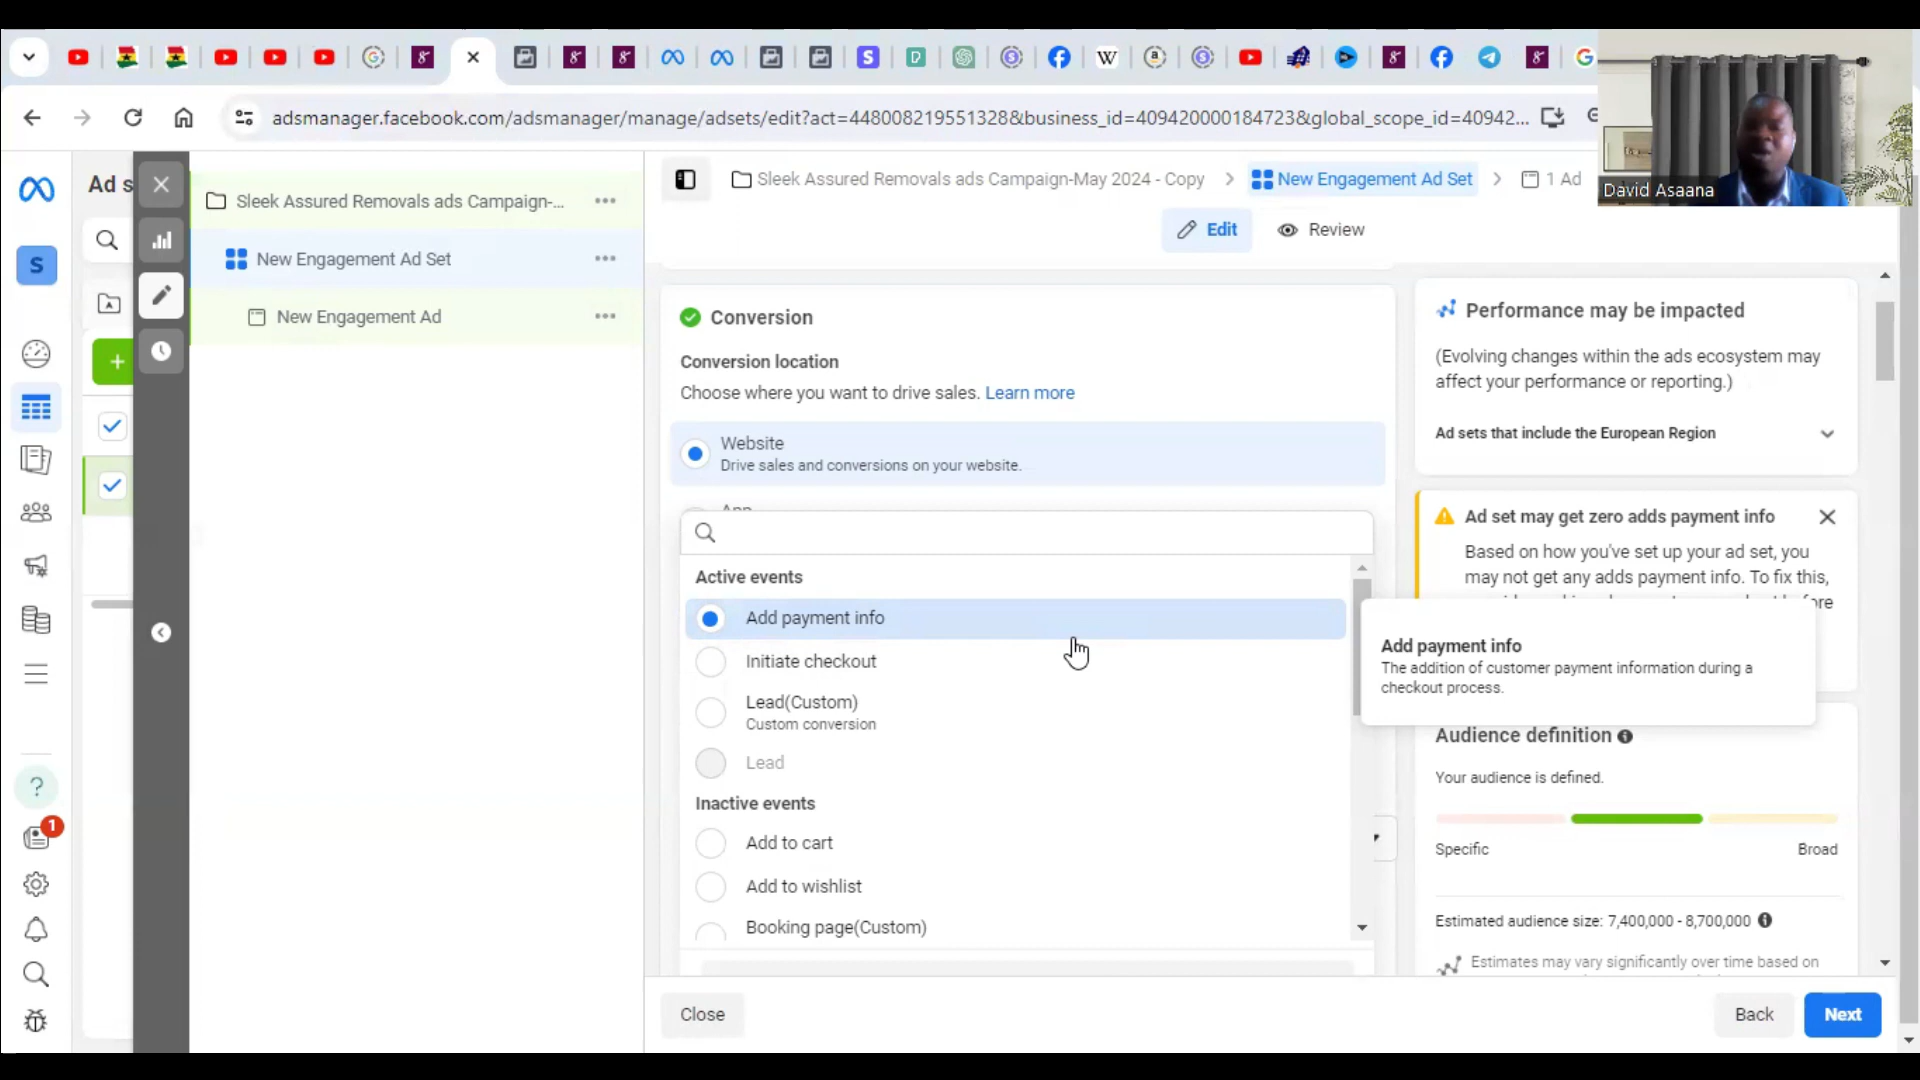 adsmanager.facebook.com/adsmanager/manage/adsets/edit?act=448008219551328&business_id=409420000184723&global_scope_id=40942...
David Asaana
Ad s
Sleek Assured Removals ads Campaign-...
New Engagement Ad Set
New Engagement Ad
Sleek Assured Removals ads Campaign-May 2024 - Copy
New Engagement Ad Set
1 Ad
Edit
Review
Conversion
Conversion location
Choose where you want to drive sales. Learn more
Website
Drive sales and conversions on your website.
App
Active events
Add payment info
Initiate checkout
Lead(Custom)
Custom conversion
Lead
Inactive events
Add to cart
Add to wishlist
Booking page(Custom)
Performance may be impacted
(Evolving changes within the ads ecosystem may
affect your performance or reporting.)
Ad sets that include the European Region
Ad set may get zero adds payment info
Based on how you've set up your ad set, you
may not get any adds payment info. To fix this,
Add payment info
The addition of customer payment information during a
checkout process.
Audience definition
Your audience is defined.
Specific
Broad
Estimated audience size: 7,400,000 - 8,700,000
Estimates may vary significantly over time based on
Close
Back
Next
S
1